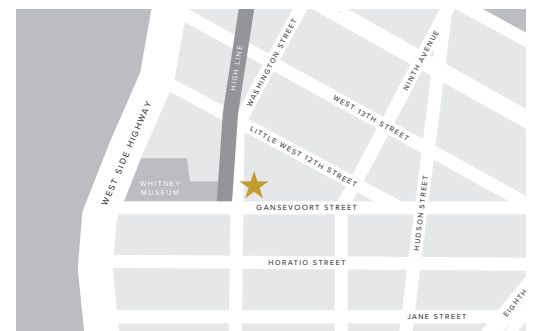 HIGH LINE
WASHINGTON STREET
NINTH AVENUE
WEST SIDE HIGHWAY
WEST 13TH STREET
LITTLE WEST 12TH STREET
WHITNEY
MUSEUM
GANSEVOORT STREET
HUDSON STREET
HORATIO STREET
EIGHTH
JANE STREET